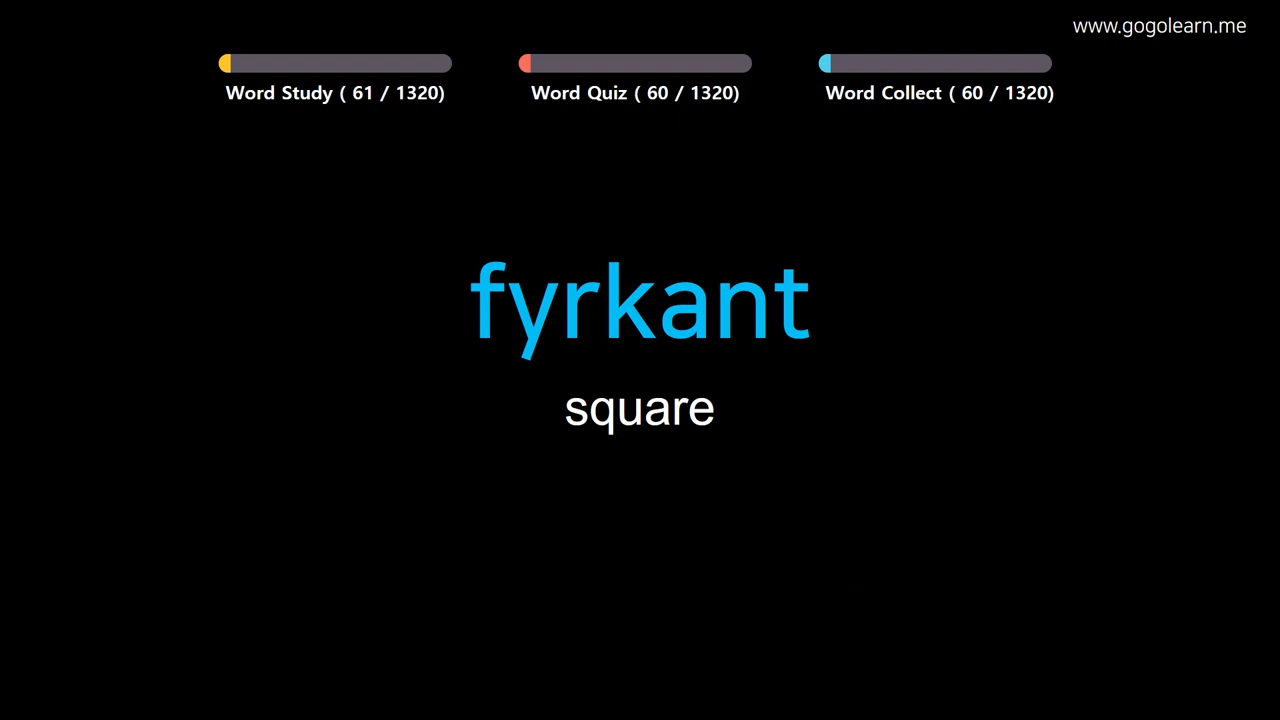 www.gogolearn.me
Word Study ( 61 / 1320)
Word Quiz ( 60 / 1320)
Word Collect ( 60 / 1320)
fyrkant
square